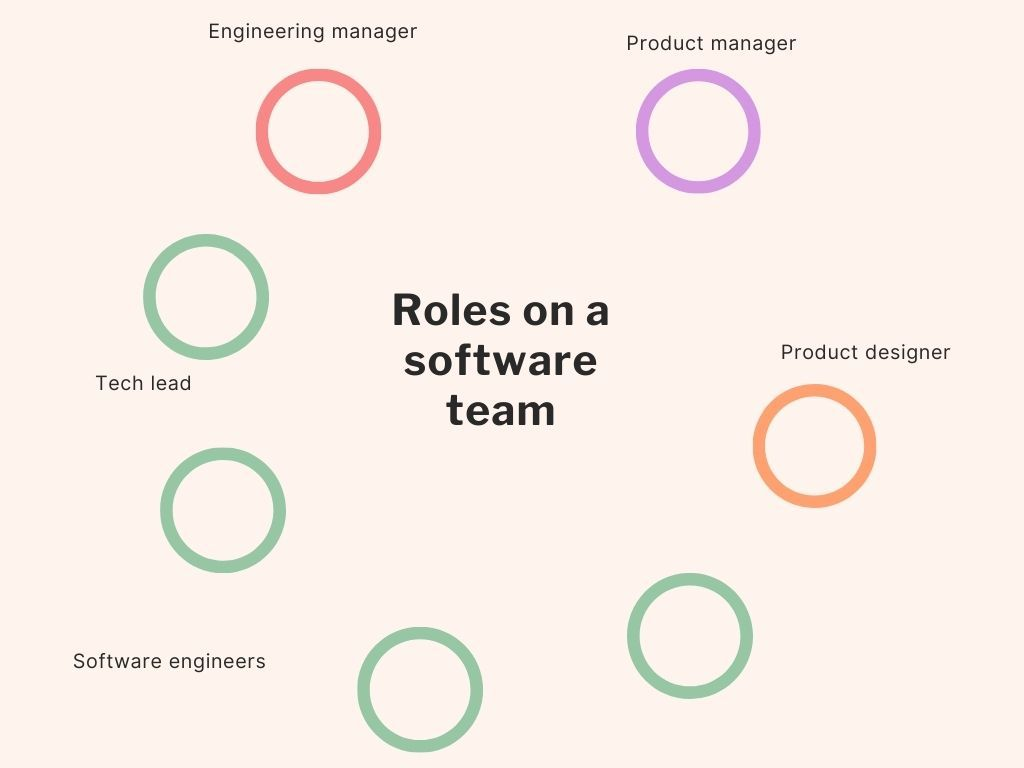 Engineering manager
Product manager
Roles on a
software
team
Product designer
Tech lead
Software engineers